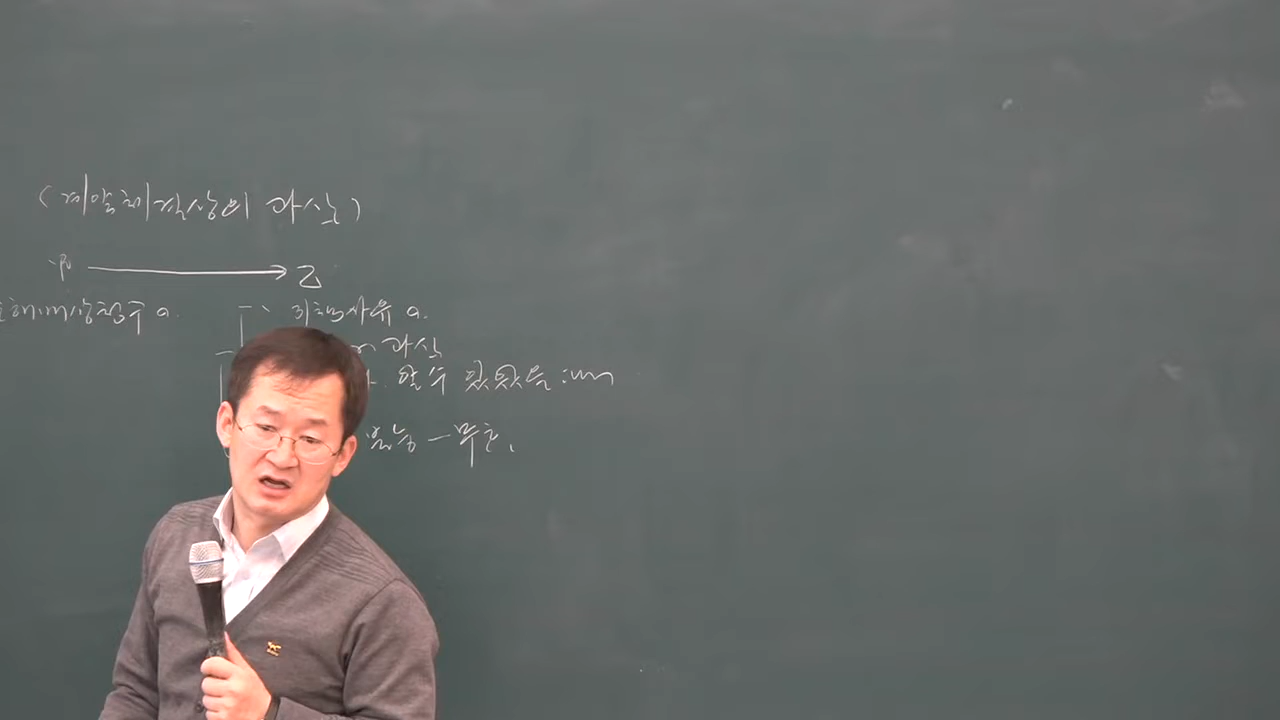 (계약체결상의 과실)
甲 → 乙
손해배상청구 a.
귀책사유 a.
과실
알 수 있었을
불능 - 무효.